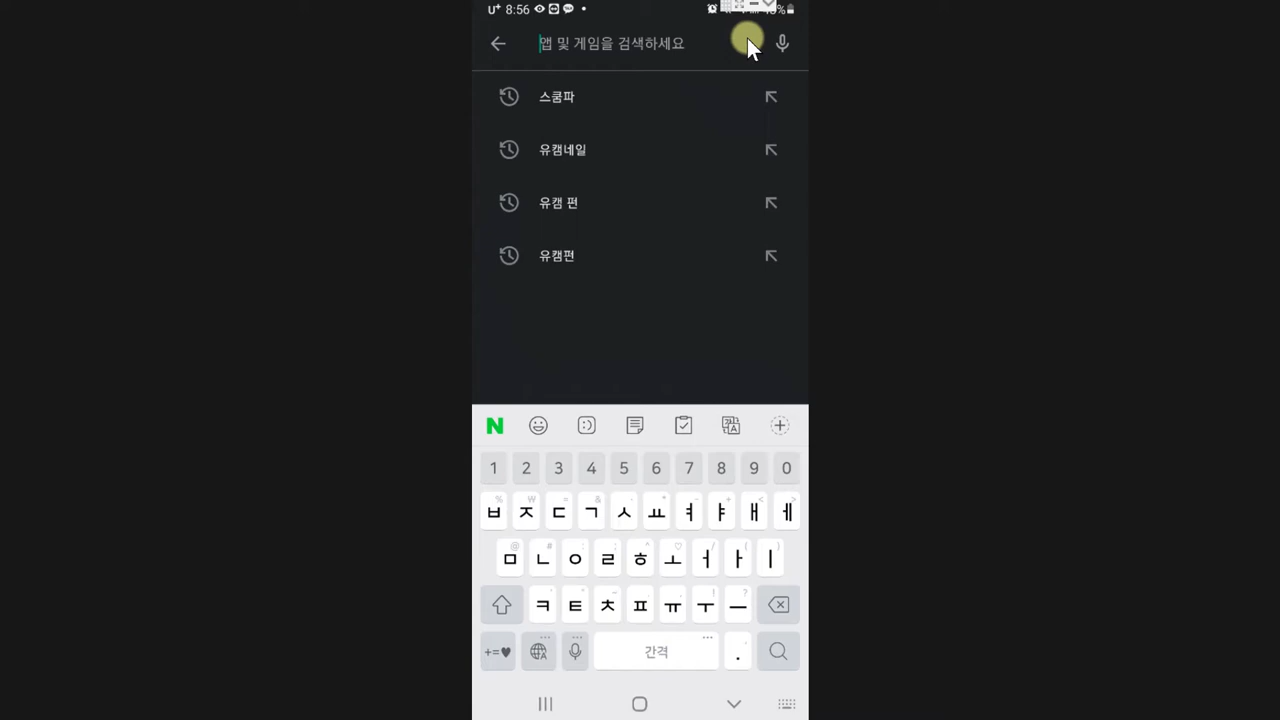 U+ 8:56
앱 및 게임을 검색하세요
스쿰파
유캠네일
유캠 펀
유캠편
N
1 2 3 4 5 6 7 8 9 0
ㅂ ㅈ ㄷ ㄱ ㅅ ㅛ ㅕ ㅑ ㅐ ㅔ
ㅁ ㄴ ㅇ ㄹ ㅎ ㅗ ㅓ ㅏ ㅣ
ㅋ ㅌ ㅊ ㅍ ㅠ ㅜ ㅡ
+=♥ 간격 .